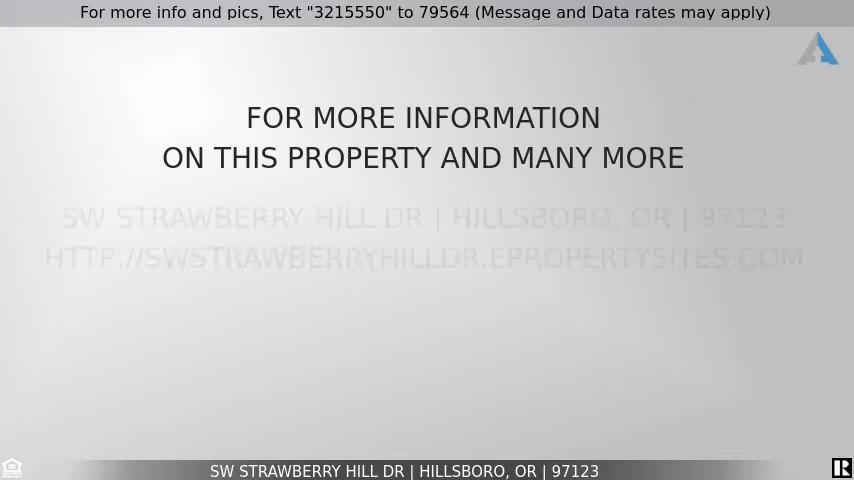 For more info and pics, Text "3215550" to 79564 (Message and Data rates may apply)
FOR MORE INFORMATION
ON THIS PROPERTY AND MANY MORE
SW STRAWBERRY HILL DR | HILLSBORO, OR | 97123
HTTP://SWSTRAWBERRYHILLDR.EPROPERTYSITES.COM
SW STRAWBERRY HILL DR | HILLSBORO, OR | 97123